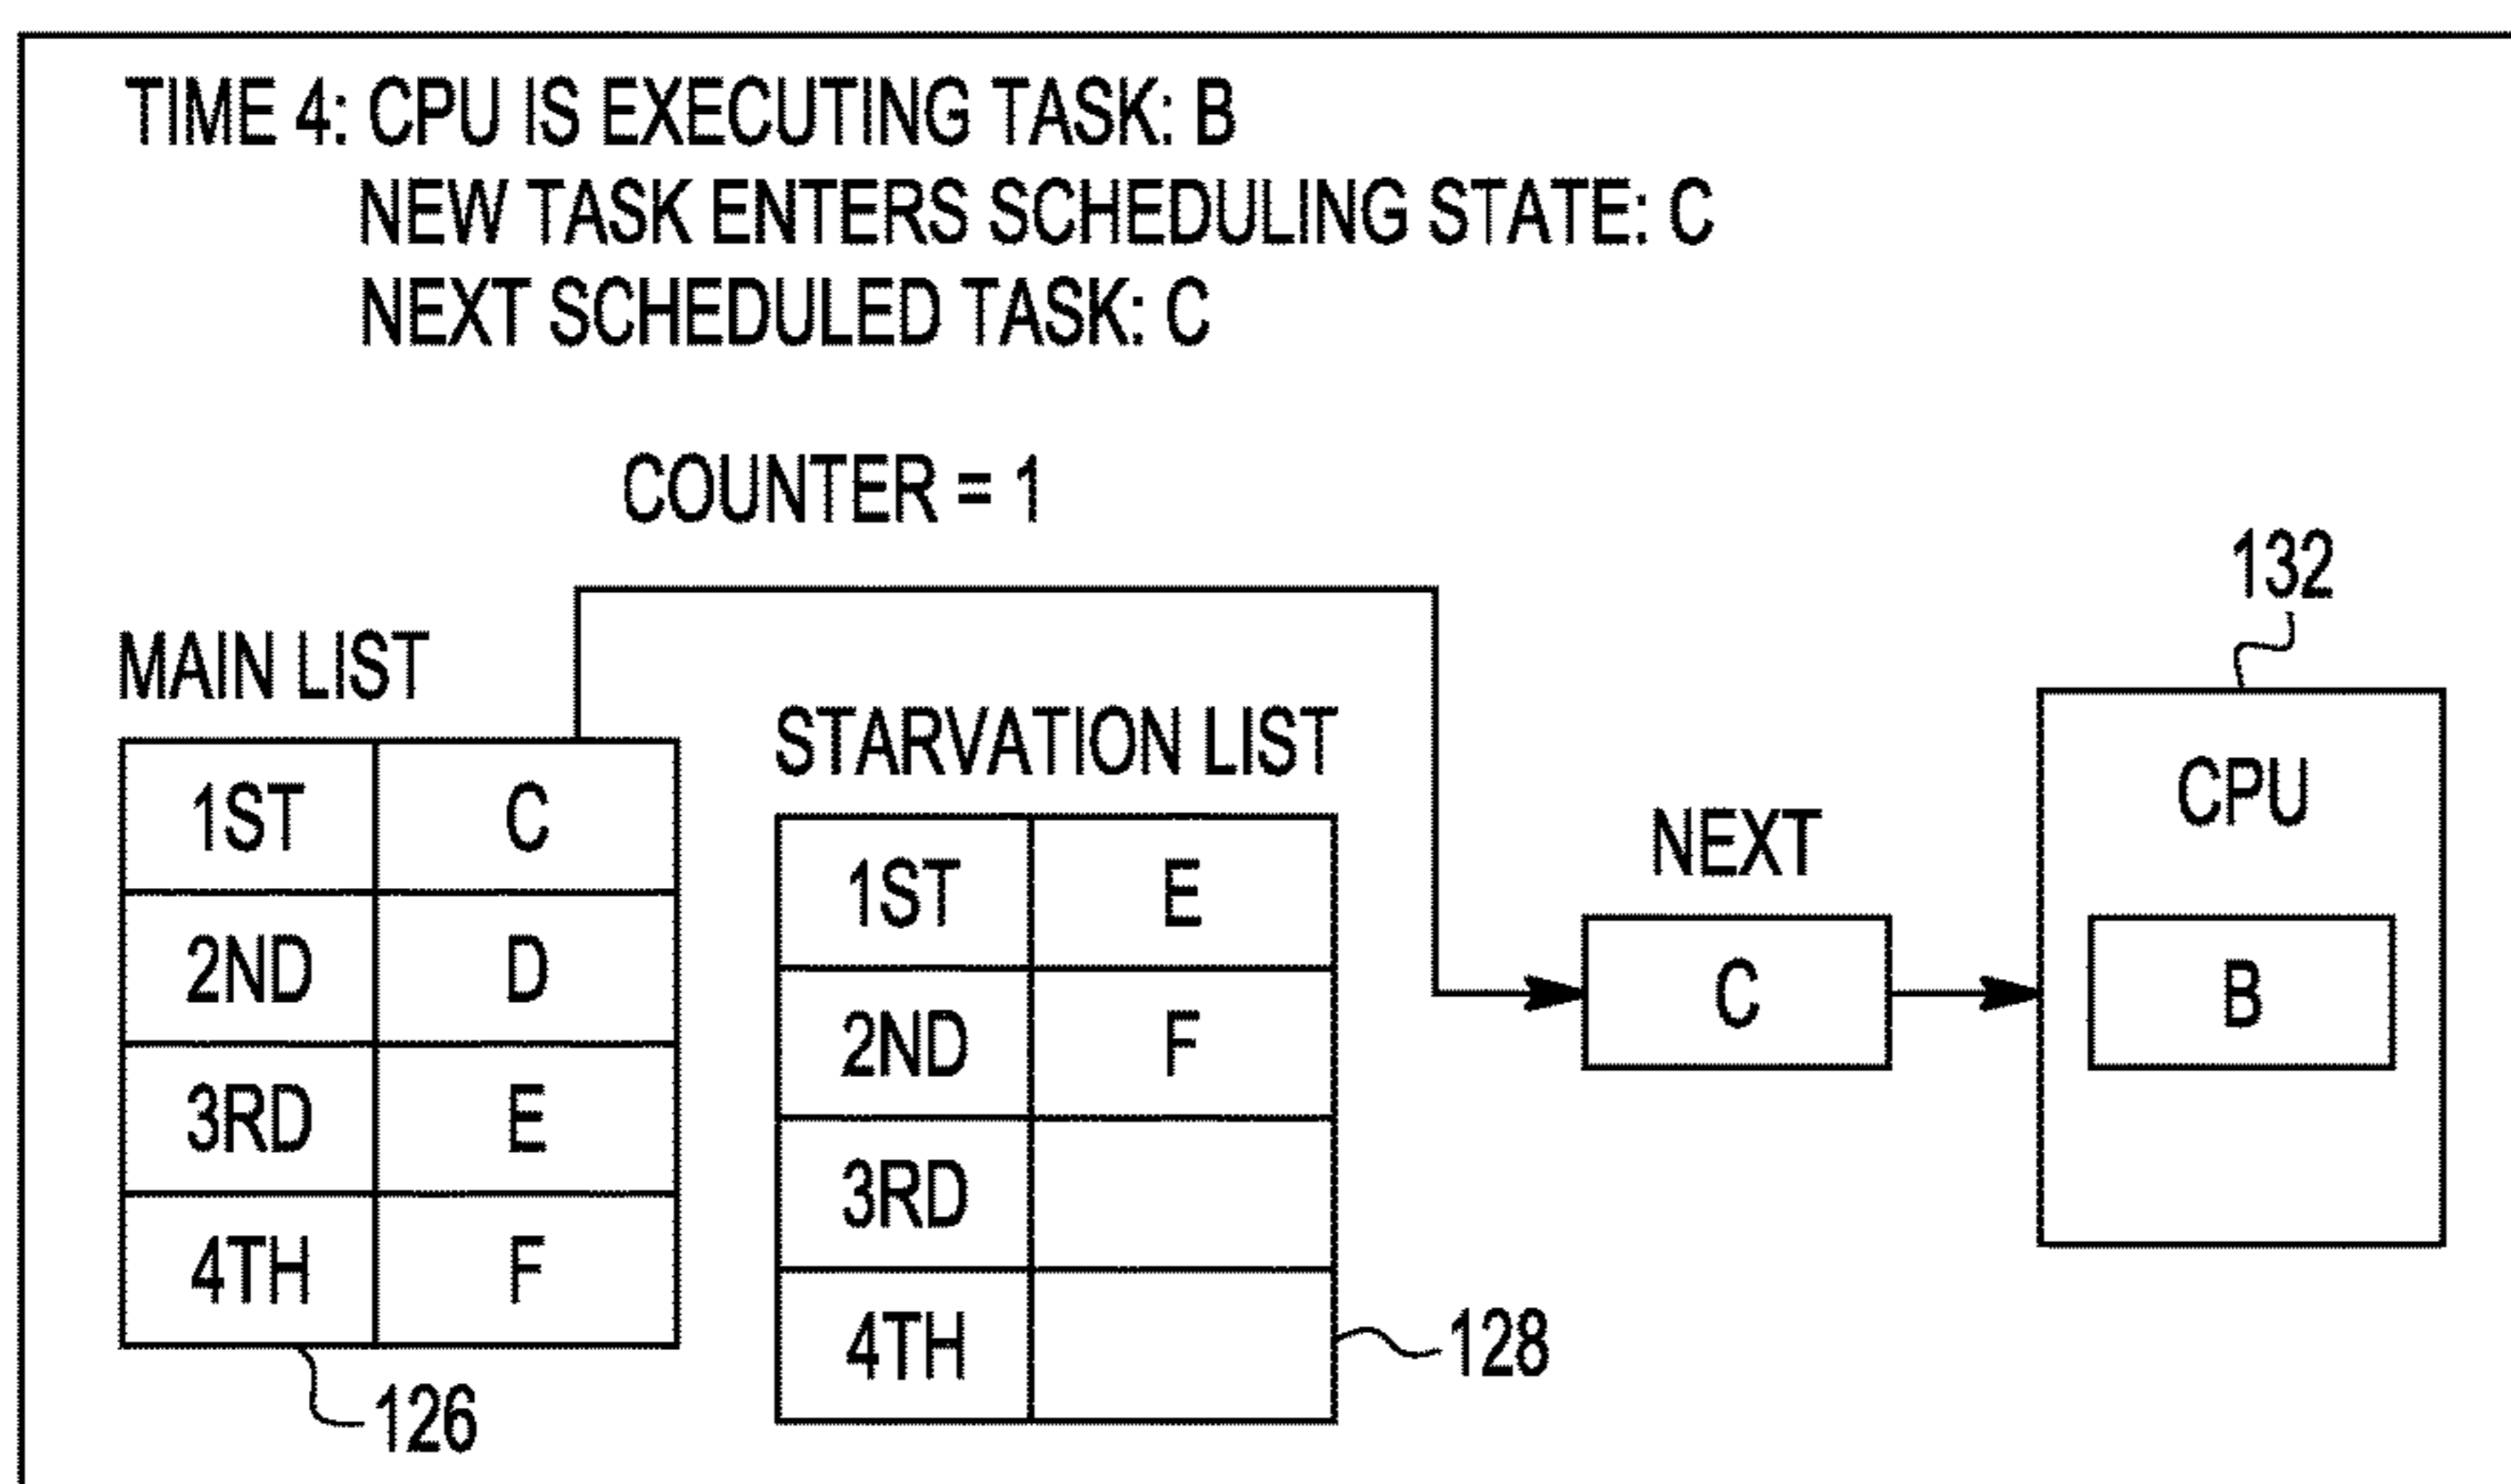 TIME 4: CPU IS EXECUTING TASK: B
NEW TASK ENTERS SCHEDULING STATE: C
NEXT SCHEDULED TASK: C
COUNTER = 1
132
MAIN LIST
1ST C
2ND D
3RD E
4TH F
126
STARVATION LIST
1ST E
2ND F
3RD
4TH
128
NEXT
C
CPU
B